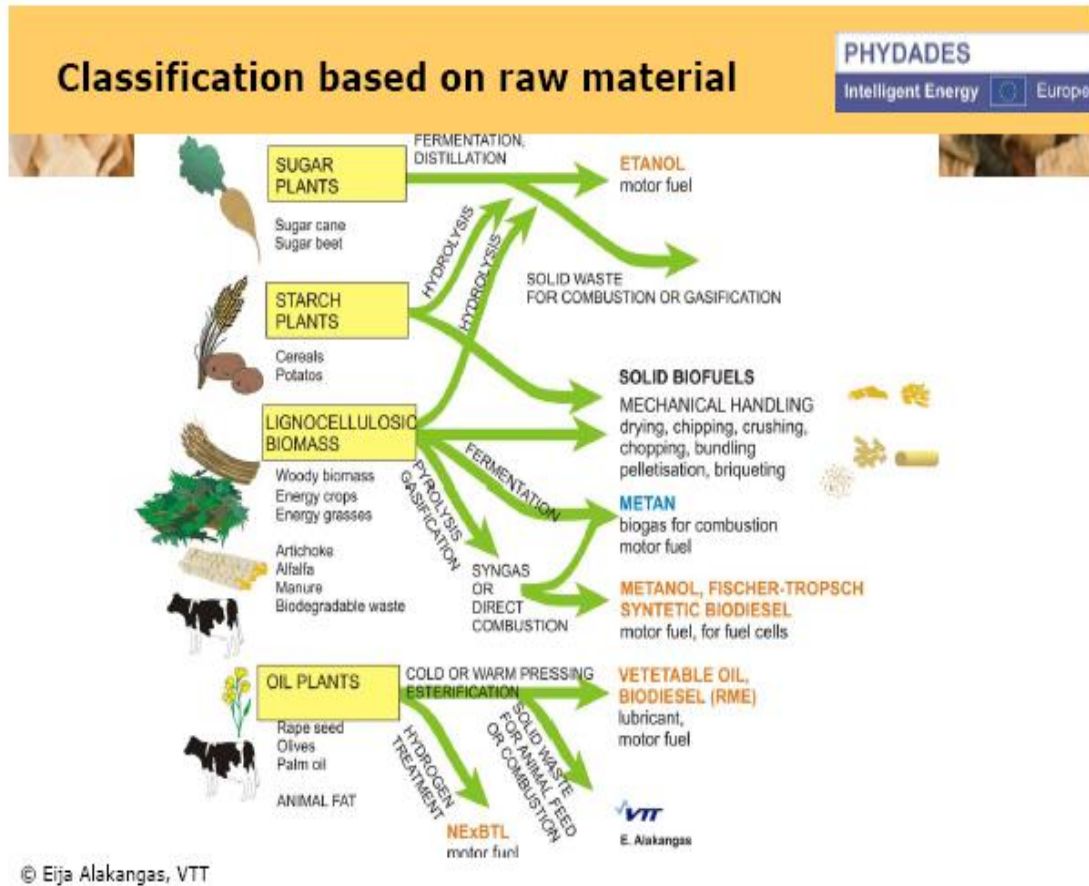 Classification based on raw material
PHYDADES
Intelligent Energy Europe
FERMENTATION,
DISTILLATION
SUGAR
PLANTS
ETANOL
motor fuel
Sugar cane
Sugar beet
HYDROLYSIS
HYDROLYSIS
SOLID WASTE
FOR COMBUSTION OR GASIFICATION
STARCH
PLANTS
Cereals
Potatos
SOLID BIOFUELS
MECHANICAL HANDLING
drying, chipping, crushing,
chopping, bundling
pelletisation, briqueting
LIGNOCELLULOSIC
BIOMASS
Woody biomass
Energy crops
Energy grasses
Artichoke
Alfalfa
Manure
Biodegradable waste
PYROLYSIS
GASIFICATION
FERMENTATION
METAN
biogas for combustion
motor fuel
SYNGAS
OR
DIRECT
COMBUSTION
METANOL, FISCHER-TROPSCH
SYNTETIC BIODIESEL
motor fuel, for fuel cells
OIL PLANTS
COLD OR WARM PRESSING
ESTERIFICATION
VETETABLE OIL,
BIODIESEL (RME)
lubricant,
motor fuel
Rape seed
Olives
Palm oil
ANIMAL FAT
HYDROGEN
TREATMENT
SOLID WASTE
FOR ANIMAL FEED
OR COMBUSTION
NExBTL
motor fuel
VTT
E. Alakangas
© Eija Alakangas, VTT